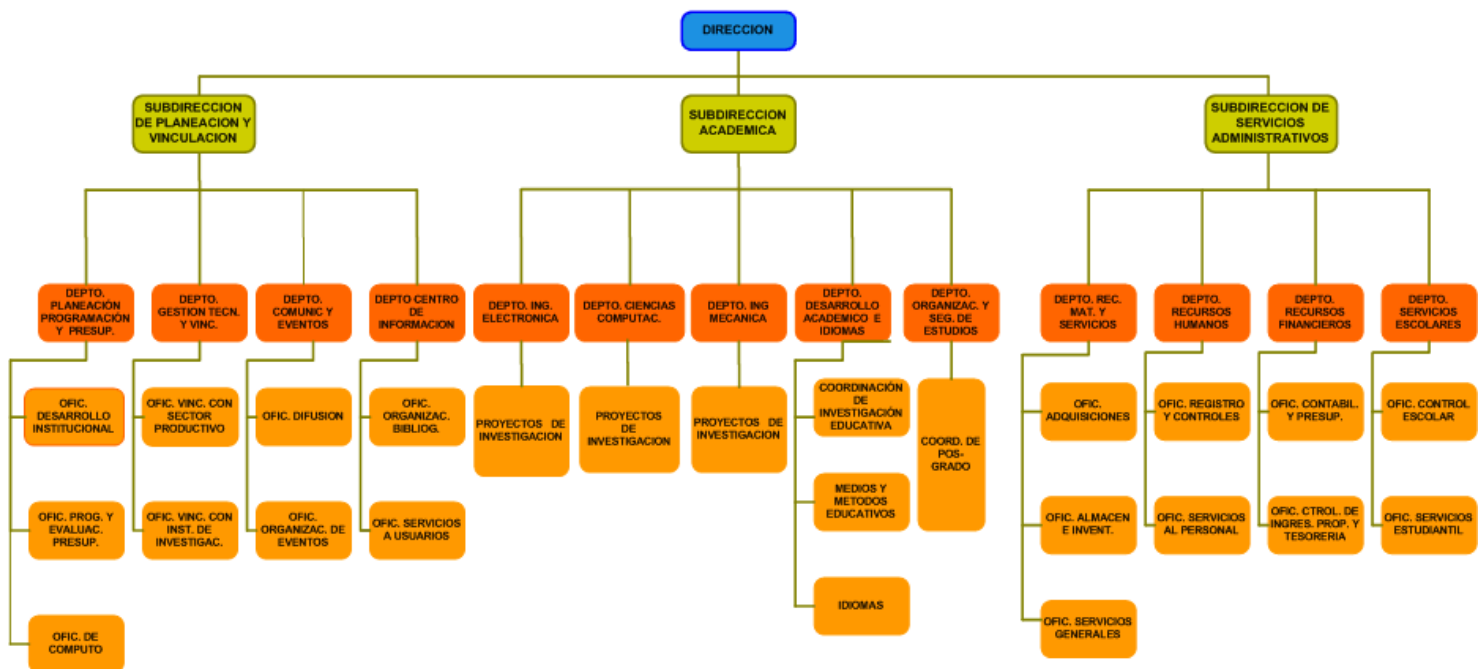 DIRECCION
SUBDIRECCION
DE PLANEACION Y
VINCULACION
SUBDIRECCION
ACADEMICA
SUBDIRECCION DE
SERVICIOS
ADMINISTRATIVOS
DEPTO.
PLANEACIÓN
PROGRAMACIÓN
Y PRESUP.
DEPTO.
GESTION TECN.
Y VINC.
DEPTO.
COMUNIC Y
EVENTOS
DEPTO CENTRO
DE
INFORMACION
DEPTO. ING.
ELECTRONICA
DEPTO. CIENCIAS
COMPUTAC.
DEPTO. ING
MECANICA
DEPTO.
DESARROLLO
ACADEMICO E
IDIOMAS
DEPTO.
ORGANIZAC. Y
SEG. DE
ESTUDIOS
DEPTO. REC.
MAT. Y
SERVICIOS
DEPTO.
RECURSOS
HUMANOS
DEPTO.
RECURSOS
FINANCIEROS
DEPTO.
SERVICIOS
ESCOLARES
OFIC.
DESARROLLO
INSTITUCIONAL
OFIC. VINC. CON
SECTOR
PRODUCTIVO
OFIC. DIFUSION
OFIC.
ORGANIZAC.
BIBLIOG.
PROYECTOS DE
INVESTIGACION
PROYECTOS
DE
INVESTIGACION
PROYECTOS DE
INVESTIGACION
COORDINACIÓN
DE
INVESTIGACIÓN
EDUCATIVA
COORD. DE
POS-
GRADO
OFIC.
ADQUISICIONES
OFIC. REGISTRO
Y CONTROLES
OFIC. CONTABIL.
Y PRESUP.
OFIC. CONTROL
ESCOLAR
OFIC. PROG. Y
EVALUAC.
PRESUP.
OFIC. VINC. CON
INST. DE
INVESTIGAC.
OFIC.
ORGANIZAC. DE
EVENTOS
OFIC. SERVICIOS
A USUARIOS
MEDIOS Y
METODOS
EDUCATIVOS
OFIC. ALMACEN
E INVENT.
OFIC. SERVICIOS
AL PERSONAL
OFIC. CTROL. DE
INGRES. PROP. Y
TESORERIA
OFIC. SERVICIOS
ESTUDIANTIL
OFIC. DE
COMPUTO
IDIOMAS
OFIC. SERVICIOS
GENERALES